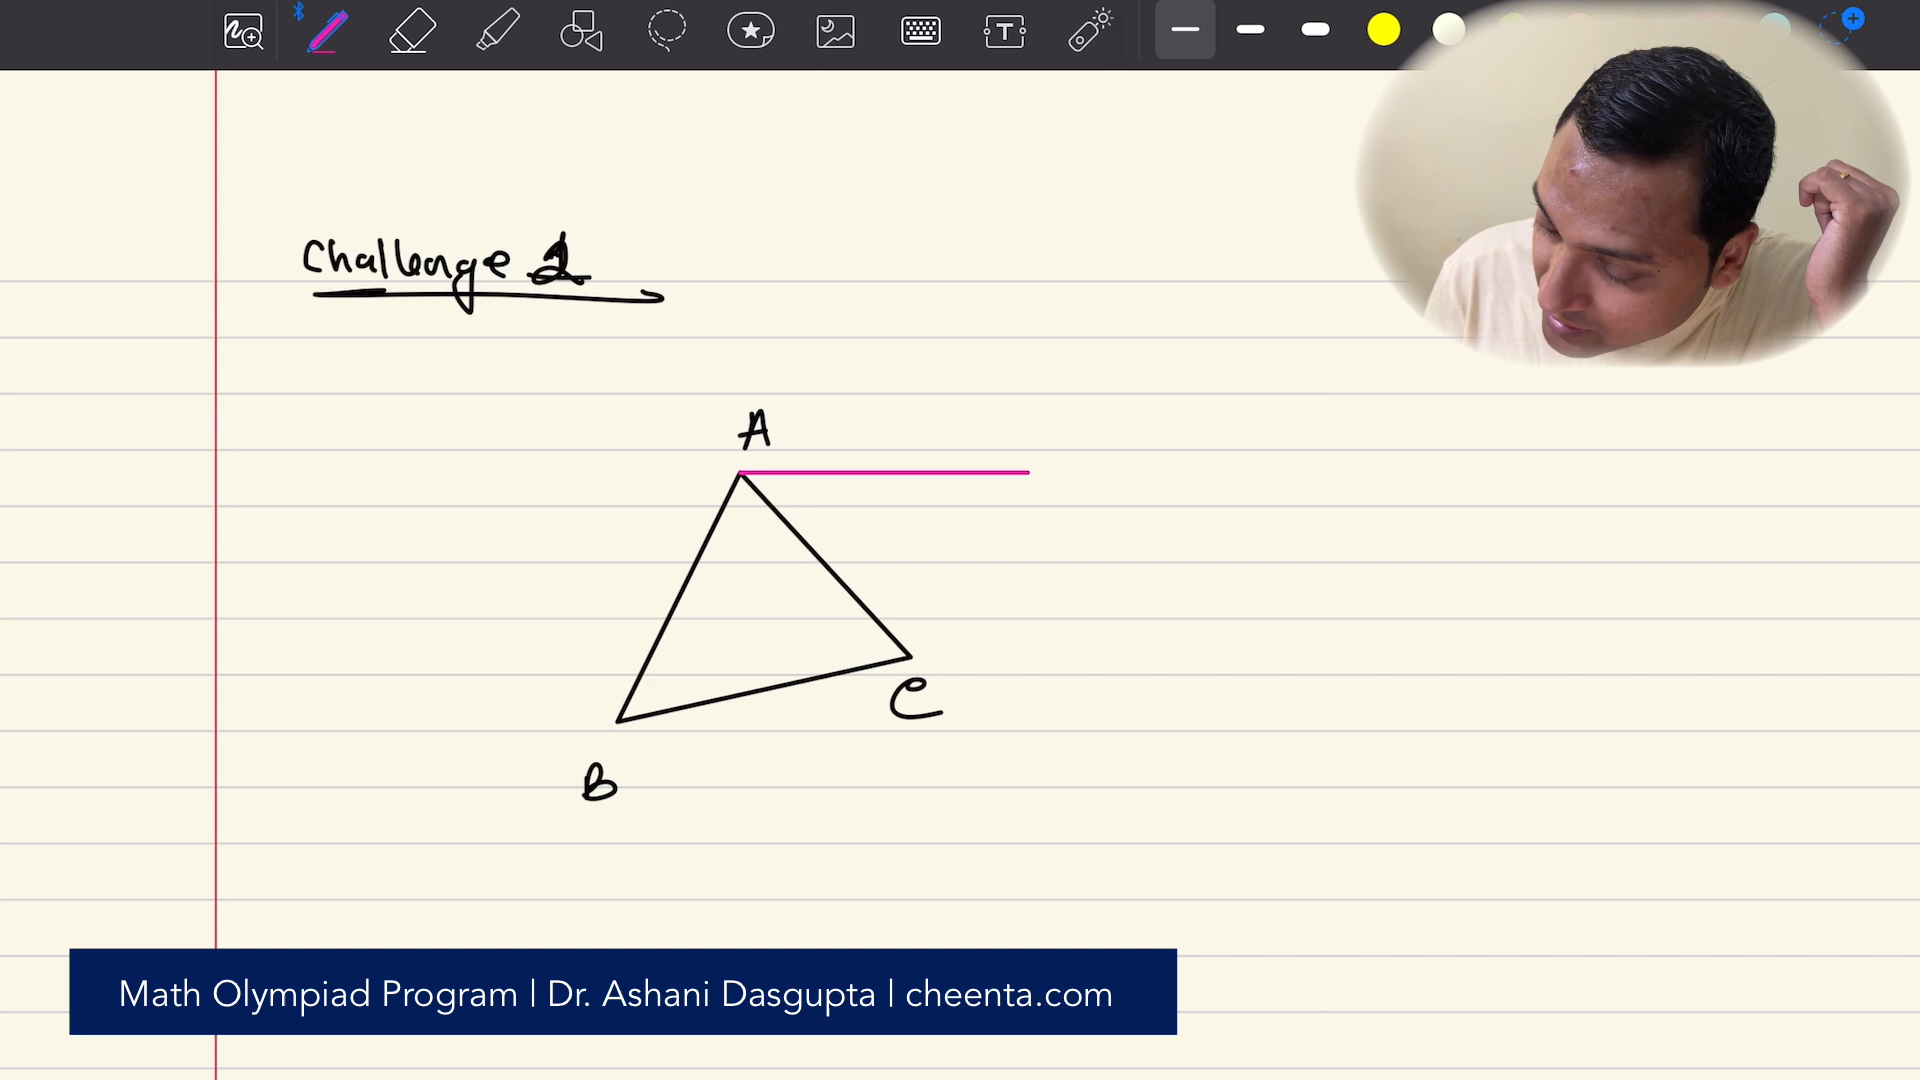 Challenge 2
A
C
B
Math Olympiad Program | Dr. Ashani Dasgupta | cheenta.com